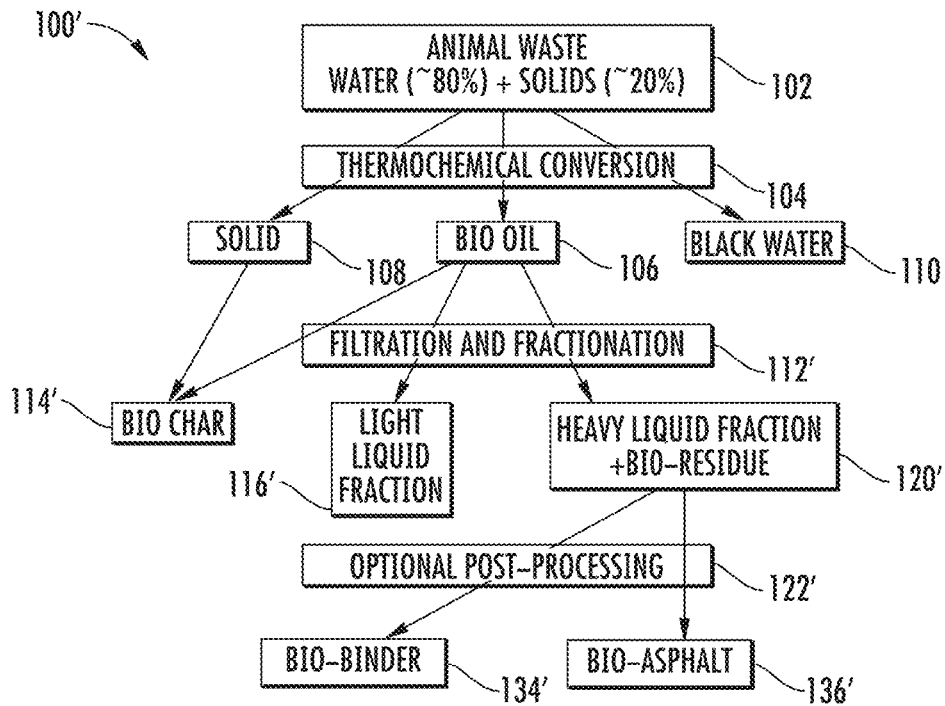 100′
ANIMAL WASTE
WATER (~80%) + SOLIDS (~20%)
102
THERMOCHEMICAL CONVERSION
104
SOLID
108
BIO OIL
106
BLACK WATER
110
FILTRATION AND FRACTIONATION
112′
114′
BIO CHAR
LIGHT
LIQUID
FRACTION
116′
HEAVY LIQUID FRACTION
+BIO-RESIDUE
120′
OPTIONAL POST-PROCESSING
122′
BIO-BINDER
134′
BIO-ASPHALT
136′